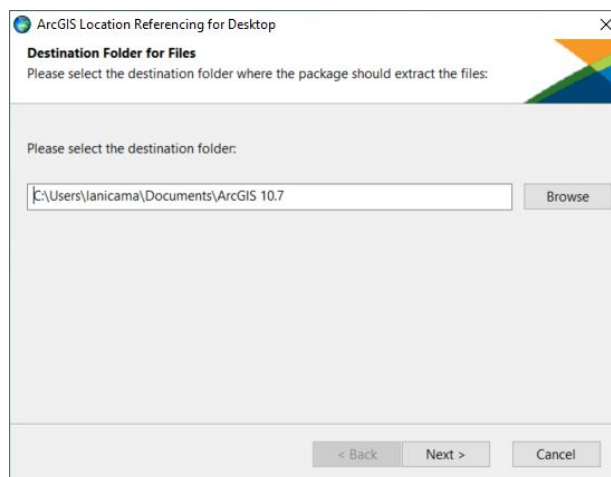 ArcGIS Location Referencing for Desktop
Destination Folder for Files
Please select the destination folder where the package should extract the files:
Please select the destination folder:
C:\Users\lanicama\Documents\ArcGIS 10.7
Browse
< Back
Next >
Cancel